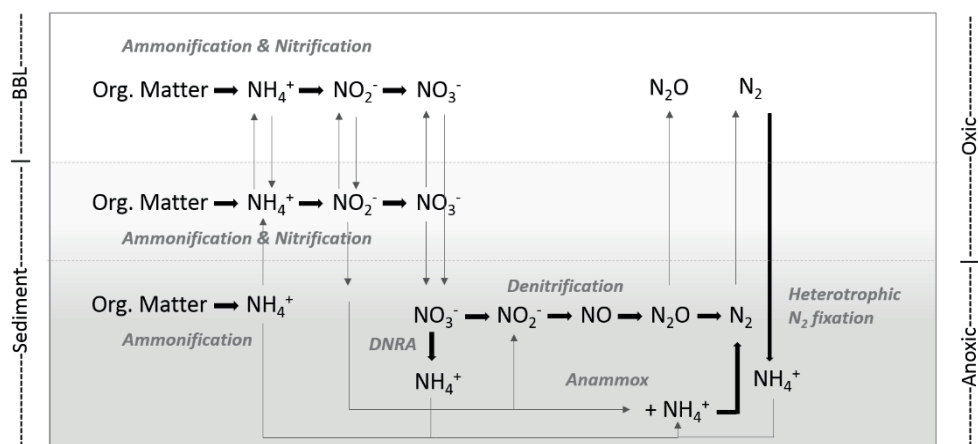 Ammonification & Nitrification
Org. Matter NH₄⁺ NO₂⁻ NO₃⁻ N₂O N₂
Org. Matter NH₄⁺ NO₂⁻ NO₃⁻
Ammonification & Nitrification
Org. Matter NH₄⁺
Ammonification
Denitrification
NO₃⁻ NO₂⁻ NO N₂O N₂
DNRA
NH₄⁺
Anammox
+ NH₄⁺
Heterotrophic
N₂ fixation
NH₄⁺
BBL
Sediment
Oxic
Anoxic